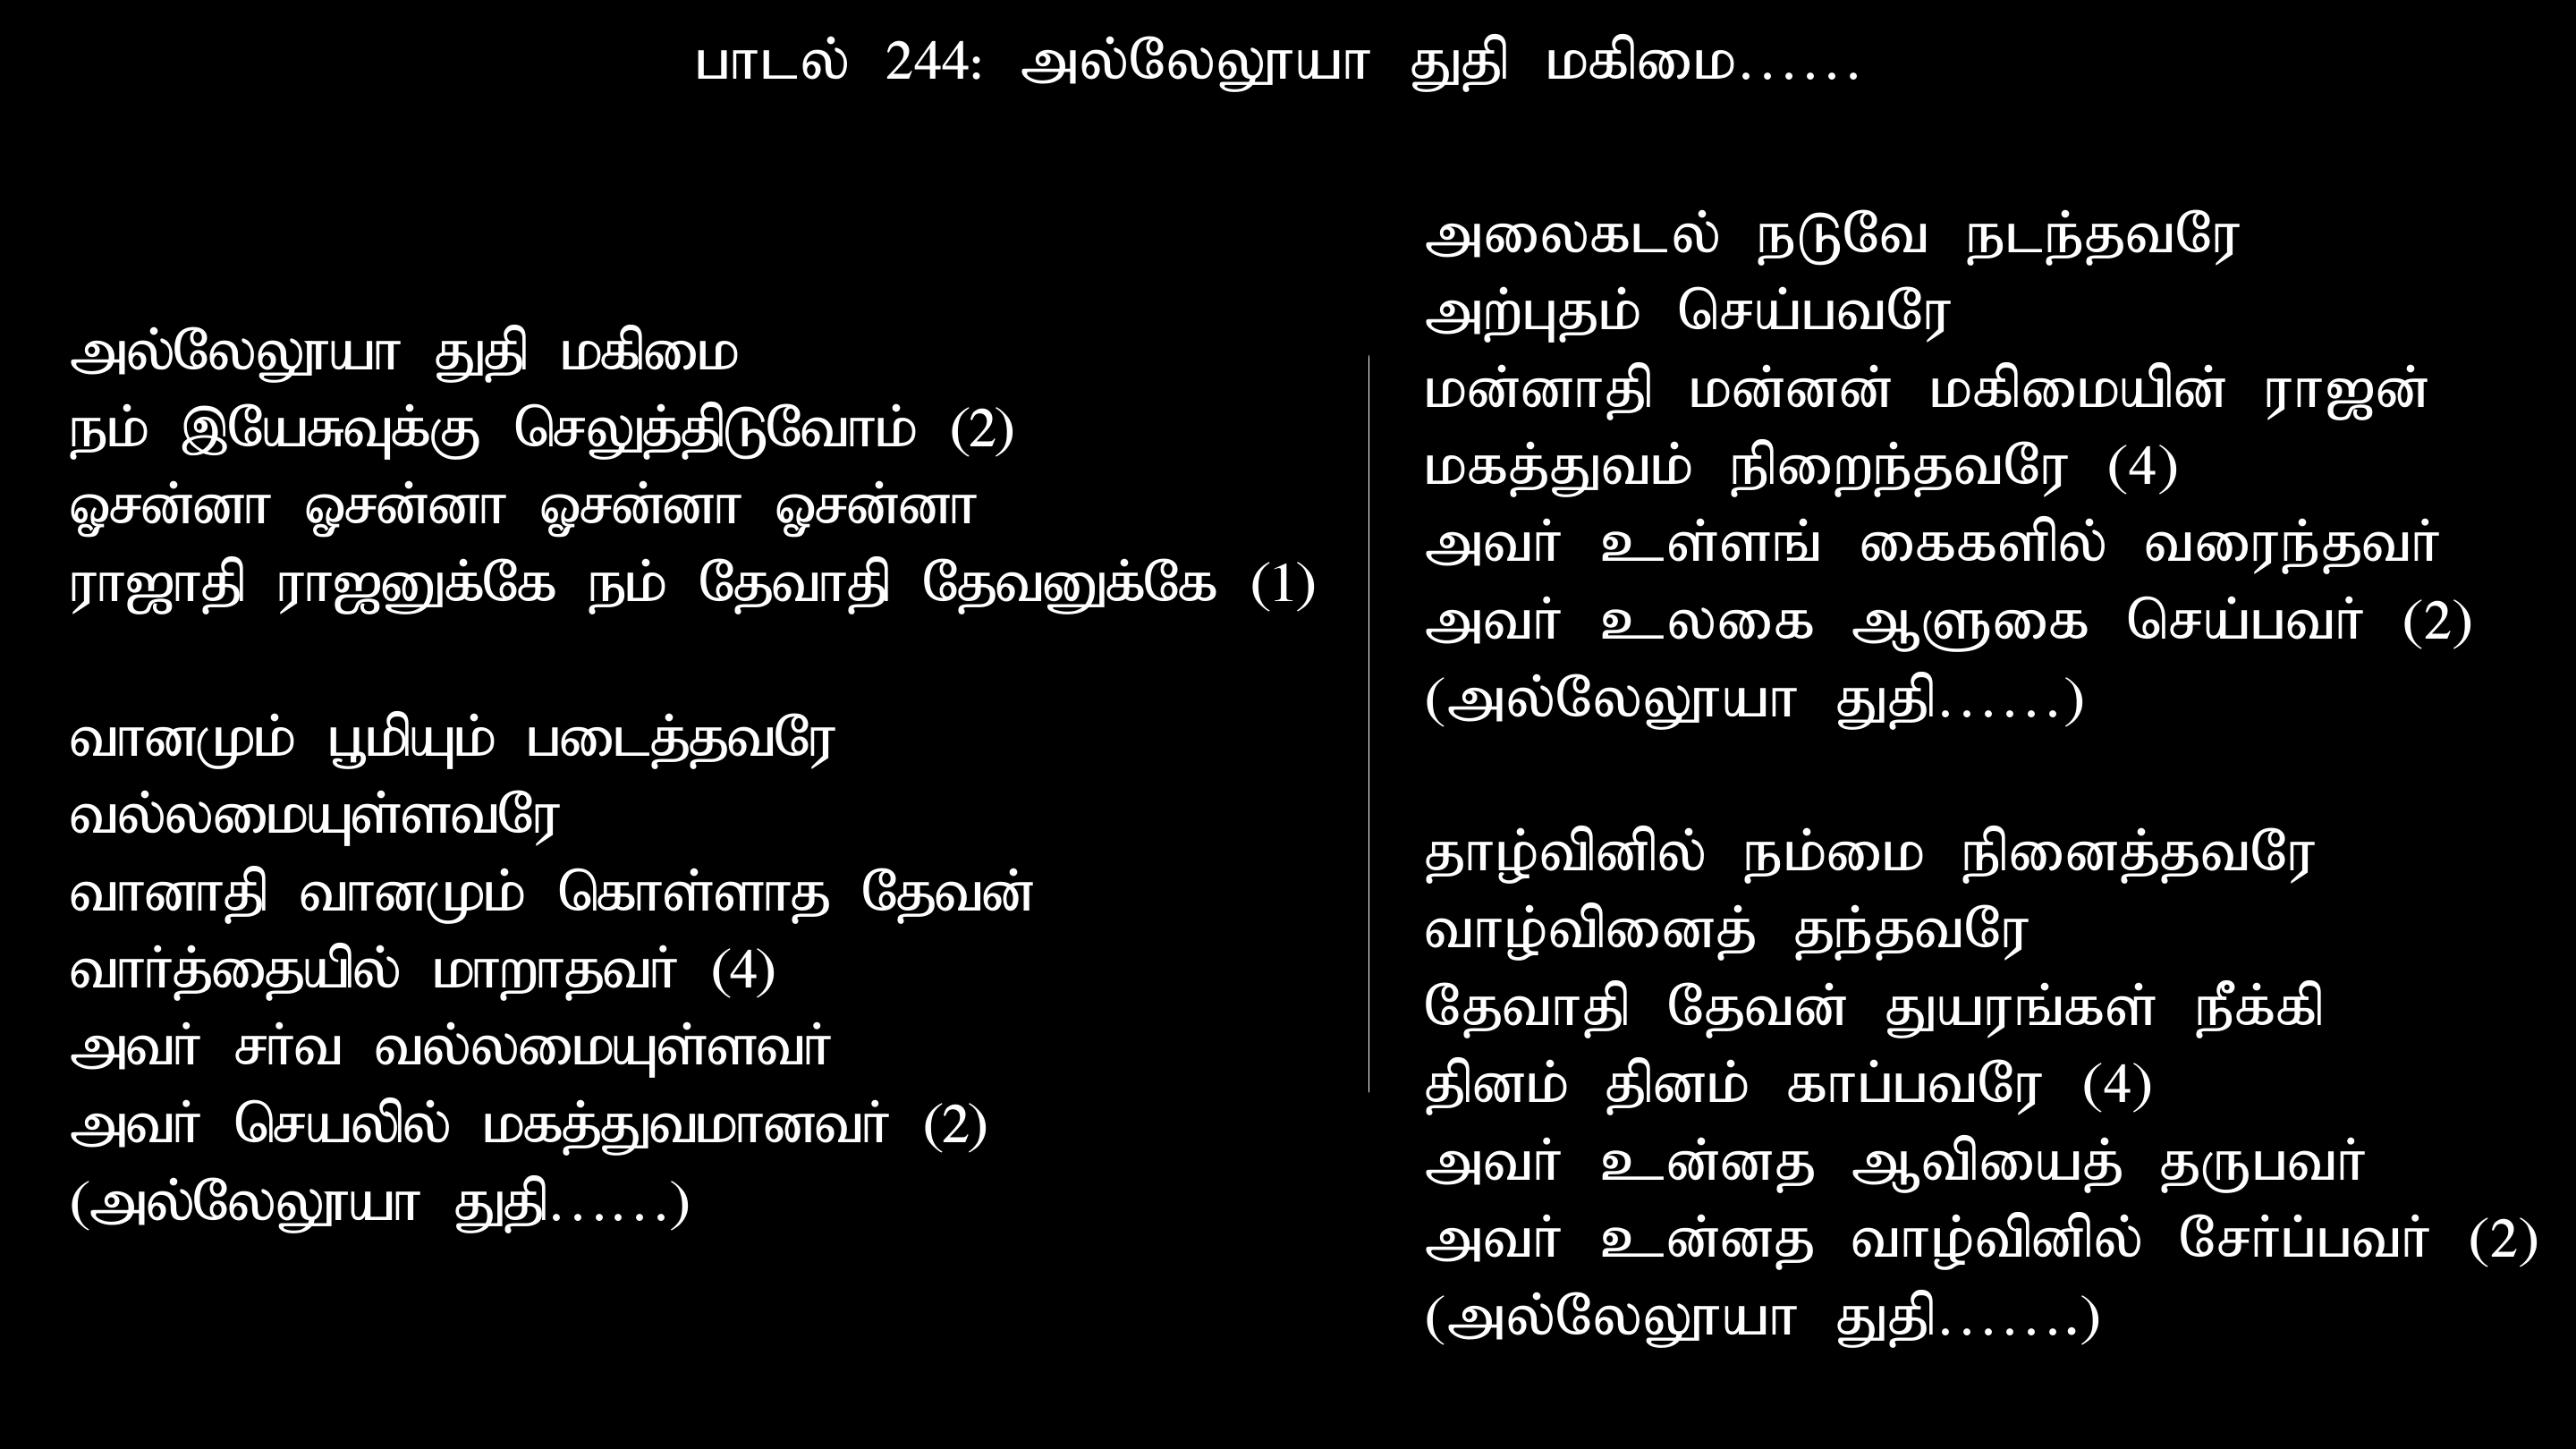 பாடல் 244: அல்லேலூயா துதி மகிமை......
அல்லேலூயா துதி மகிமை
நம் இயேசுவுக்கு செலுத்திடுவோம் (2)
ஓசன்னா ஓசன்னா ஓசன்னா ஓசன்னா
ராஜாதி ராஜனுக்கே நம் தேவாதி தேவனுக்கே (1)
வானமும் பூமியும் படைத்தவரே
வல்லமையுள்ளவரே
வானாதி வானமும் கொள்ளாத தேவன்
வார்த்தையில் மாறாதவர் (4)
அவர் சர்வ வல்லமையுள்ளவர்
அவர் செயலில் மகத்துவமானவர் (2)
(அல்லேலூயா துதி......)
அலைகடல் நடுவே நடந்தவரே
அற்புதம் செய்பவரே
மன்னாதி மன்னன் மகிமையின் ராஜன்
மகத்துவம் நிறைந்தவரே (4)
அவர் உள்ளங் கைகளில் வரைந்தவர்
அவர் உலகை ஆளுகை செய்பவர் (2)
(அல்லேலூயா துதி......)
தாழ்வினில் நம்மை நினைத்தவரே
வாழ்வினைத் தந்தவரே
தேவாதி தேவன் துயரங்கள் நீக்கி
தினம் தினம் காப்பவரே (4)
அவர் உன்னத ஆவியைத் தருபவர்
அவர் உன்னத வாழ்வினில் சேர்ப்பவர் (2)
(அல்லேலூயா துதி.......)